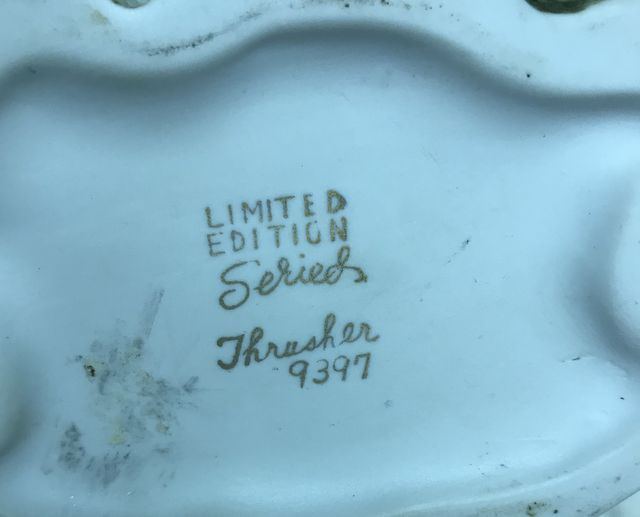 LIMITED
EDITION
Series
Thrasher
9397